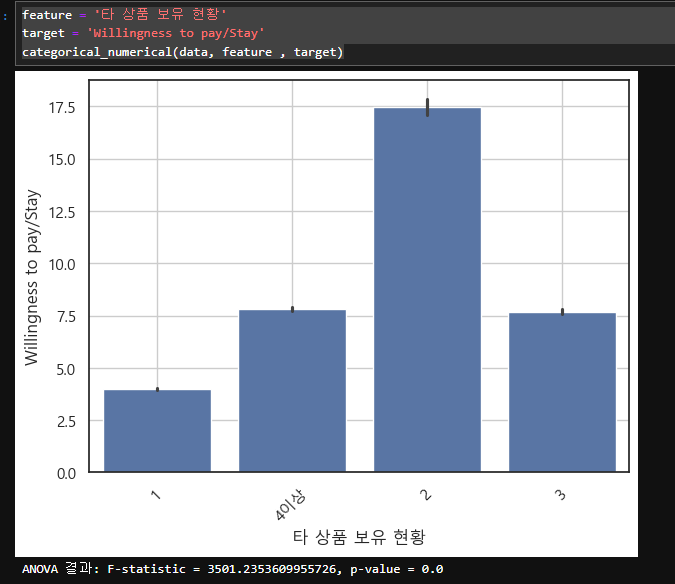 :
feature = '타 상품 보유 현황'
target = 'Willingness to pay/Stay'
categorical_numerical(data, feature , target)
17.5
15.0
12.5
10.0
7.5
5.0
2.5
0.0
Willingness to pay/Stay
1 4이상 2 3
타 상품 보유 현황
ANOVA 결과: F-statistic = 3501.2353609955726, p-value = 0.0